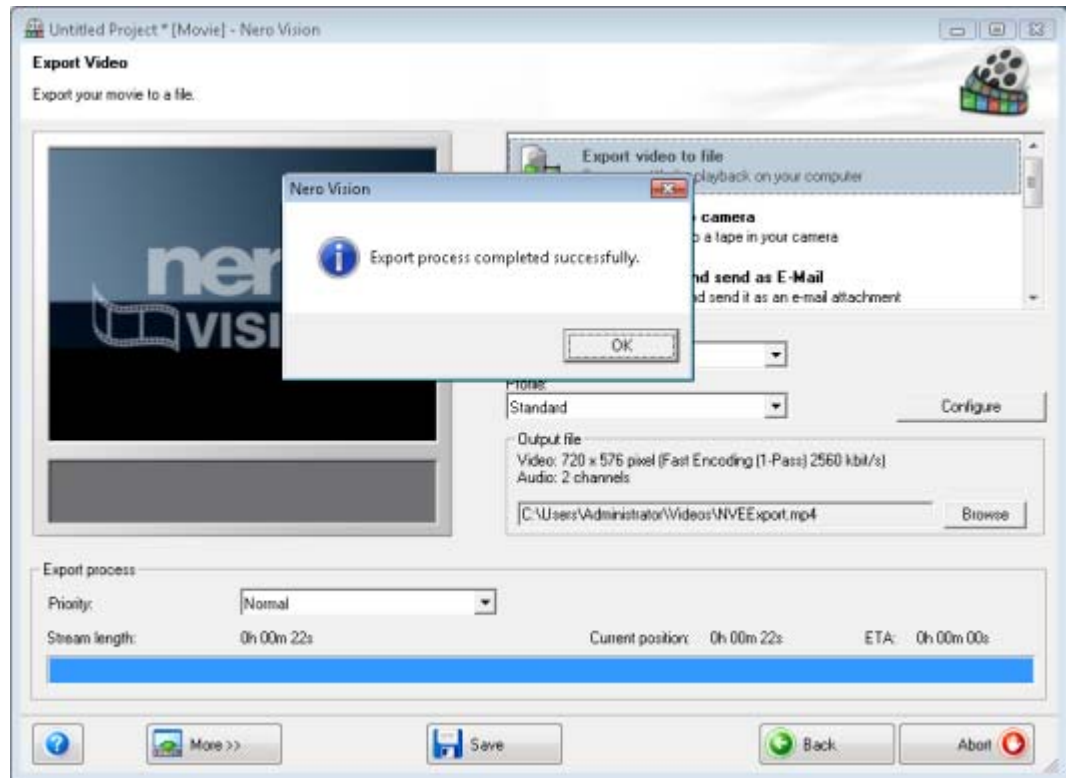 Untitled Project * [Movie] - Nero Vision
Export Video
Export your movie to a file.
Export video to file
playback on your computer
camera
a tape in your camera
nd send as E-Mail
d send it as an e-mail attachment
Nero Vision
Export process completed successfully.
OK
ner
VISI
Profile:
Standard
Configure
Output file
Video: 720 x 576 pixel (Fast Encoding (1-Pass) 2560 kbit/s)
Audio: 2 channels
C:\Users\Administrator\Videos\NVEExport.mp4
Browse
Export process
Priority:
Normal
Stream length: 0h 00m 22s Current position: 0h 00m 22s ETA: 0h 00m 00s
More >>
Save
Back
Abort